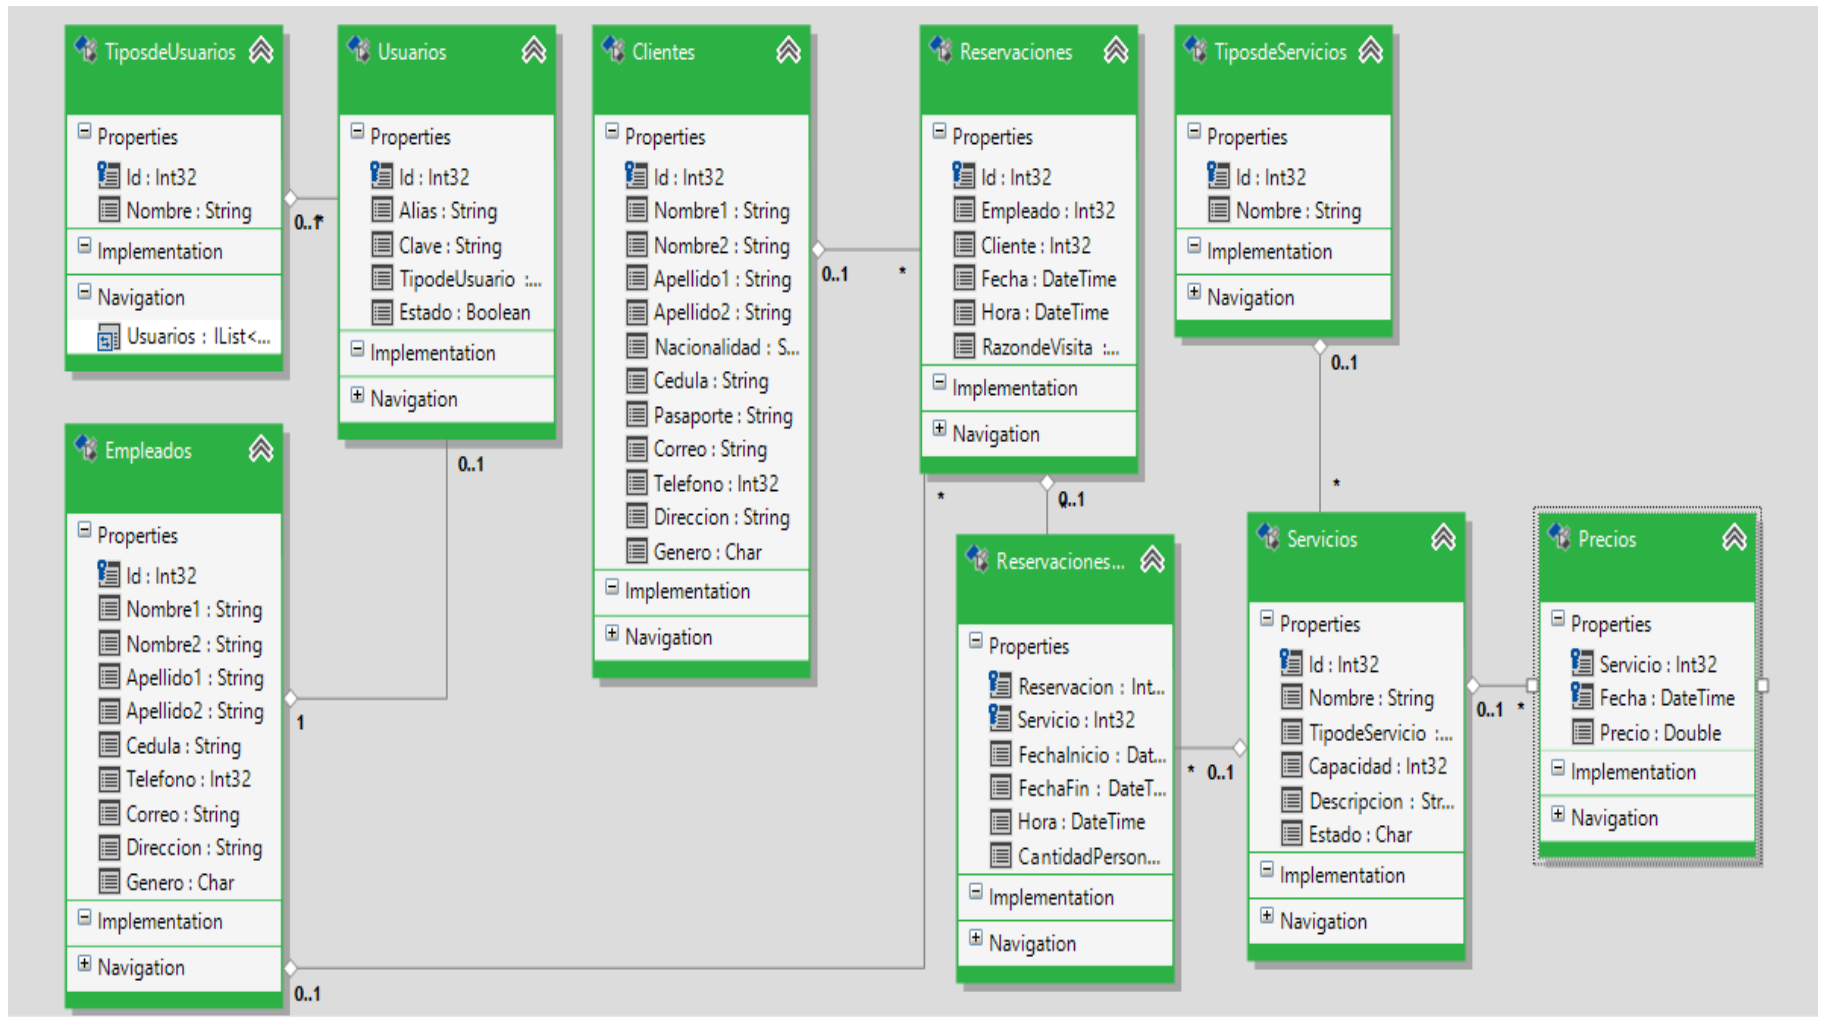 TiposdeUsuarios
Properties
Id : Int32
Nombre : String
Implementation
Navigation
Usuarios : IList<...
0..1
*
Usuarios
Properties
Id : Int32
Alias : String
Clave : String
TipodeUsuario :...
Estado : Boolean
Implementation
Navigation
0..1
Clientes
Properties
Id : Int32
Nombre1 : String
Nombre2 : String
Apellido1 : String
Apellido2 : String
Nacionalidad : S...
Cedula : String
Pasaporte : String
Correo : String
Telefono : Int32
Direccion : String
Genero : Char
Implementation
Navigation
0..1
*
Reservaciones
Properties
Id : Int32
Empleado : Int32
Cliente : Int32
Fecha : DateTime
Hora : DateTime
RazondeVisita :...
Implementation
Navigation
*
0..1
TiposdeServicios
Properties
Id : Int32
Nombre : String
Implementation
Navigation
0..1
*
Empleados
Properties
Id : Int32
Nombre1 : String
Nombre2 : String
Apellido1 : String
Apellido2 : String
Cedula : String
Telefono : Int32
Correo : String
Direccion : String
Genero : Char
Implementation
Navigation
1
0..1
Reservaciones...
Properties
Reservacion : Int...
Servicio : Int32
FechaInicio : Dat...
FechaFin : DateT...
Hora : DateTime
CantidadPerson...
Implementation
Navigation
*
0..1
Servicios
Properties
Id : Int32
Nombre : String
TipodeServicio :...
Capacidad : Int32
Descripcion : Str...
Estado : Char
Implementation
Navigation
0..1
*
Precios
Properties
Servicio : Int32
Fecha : DateTime
Precio : Double
Implementation
Navigation